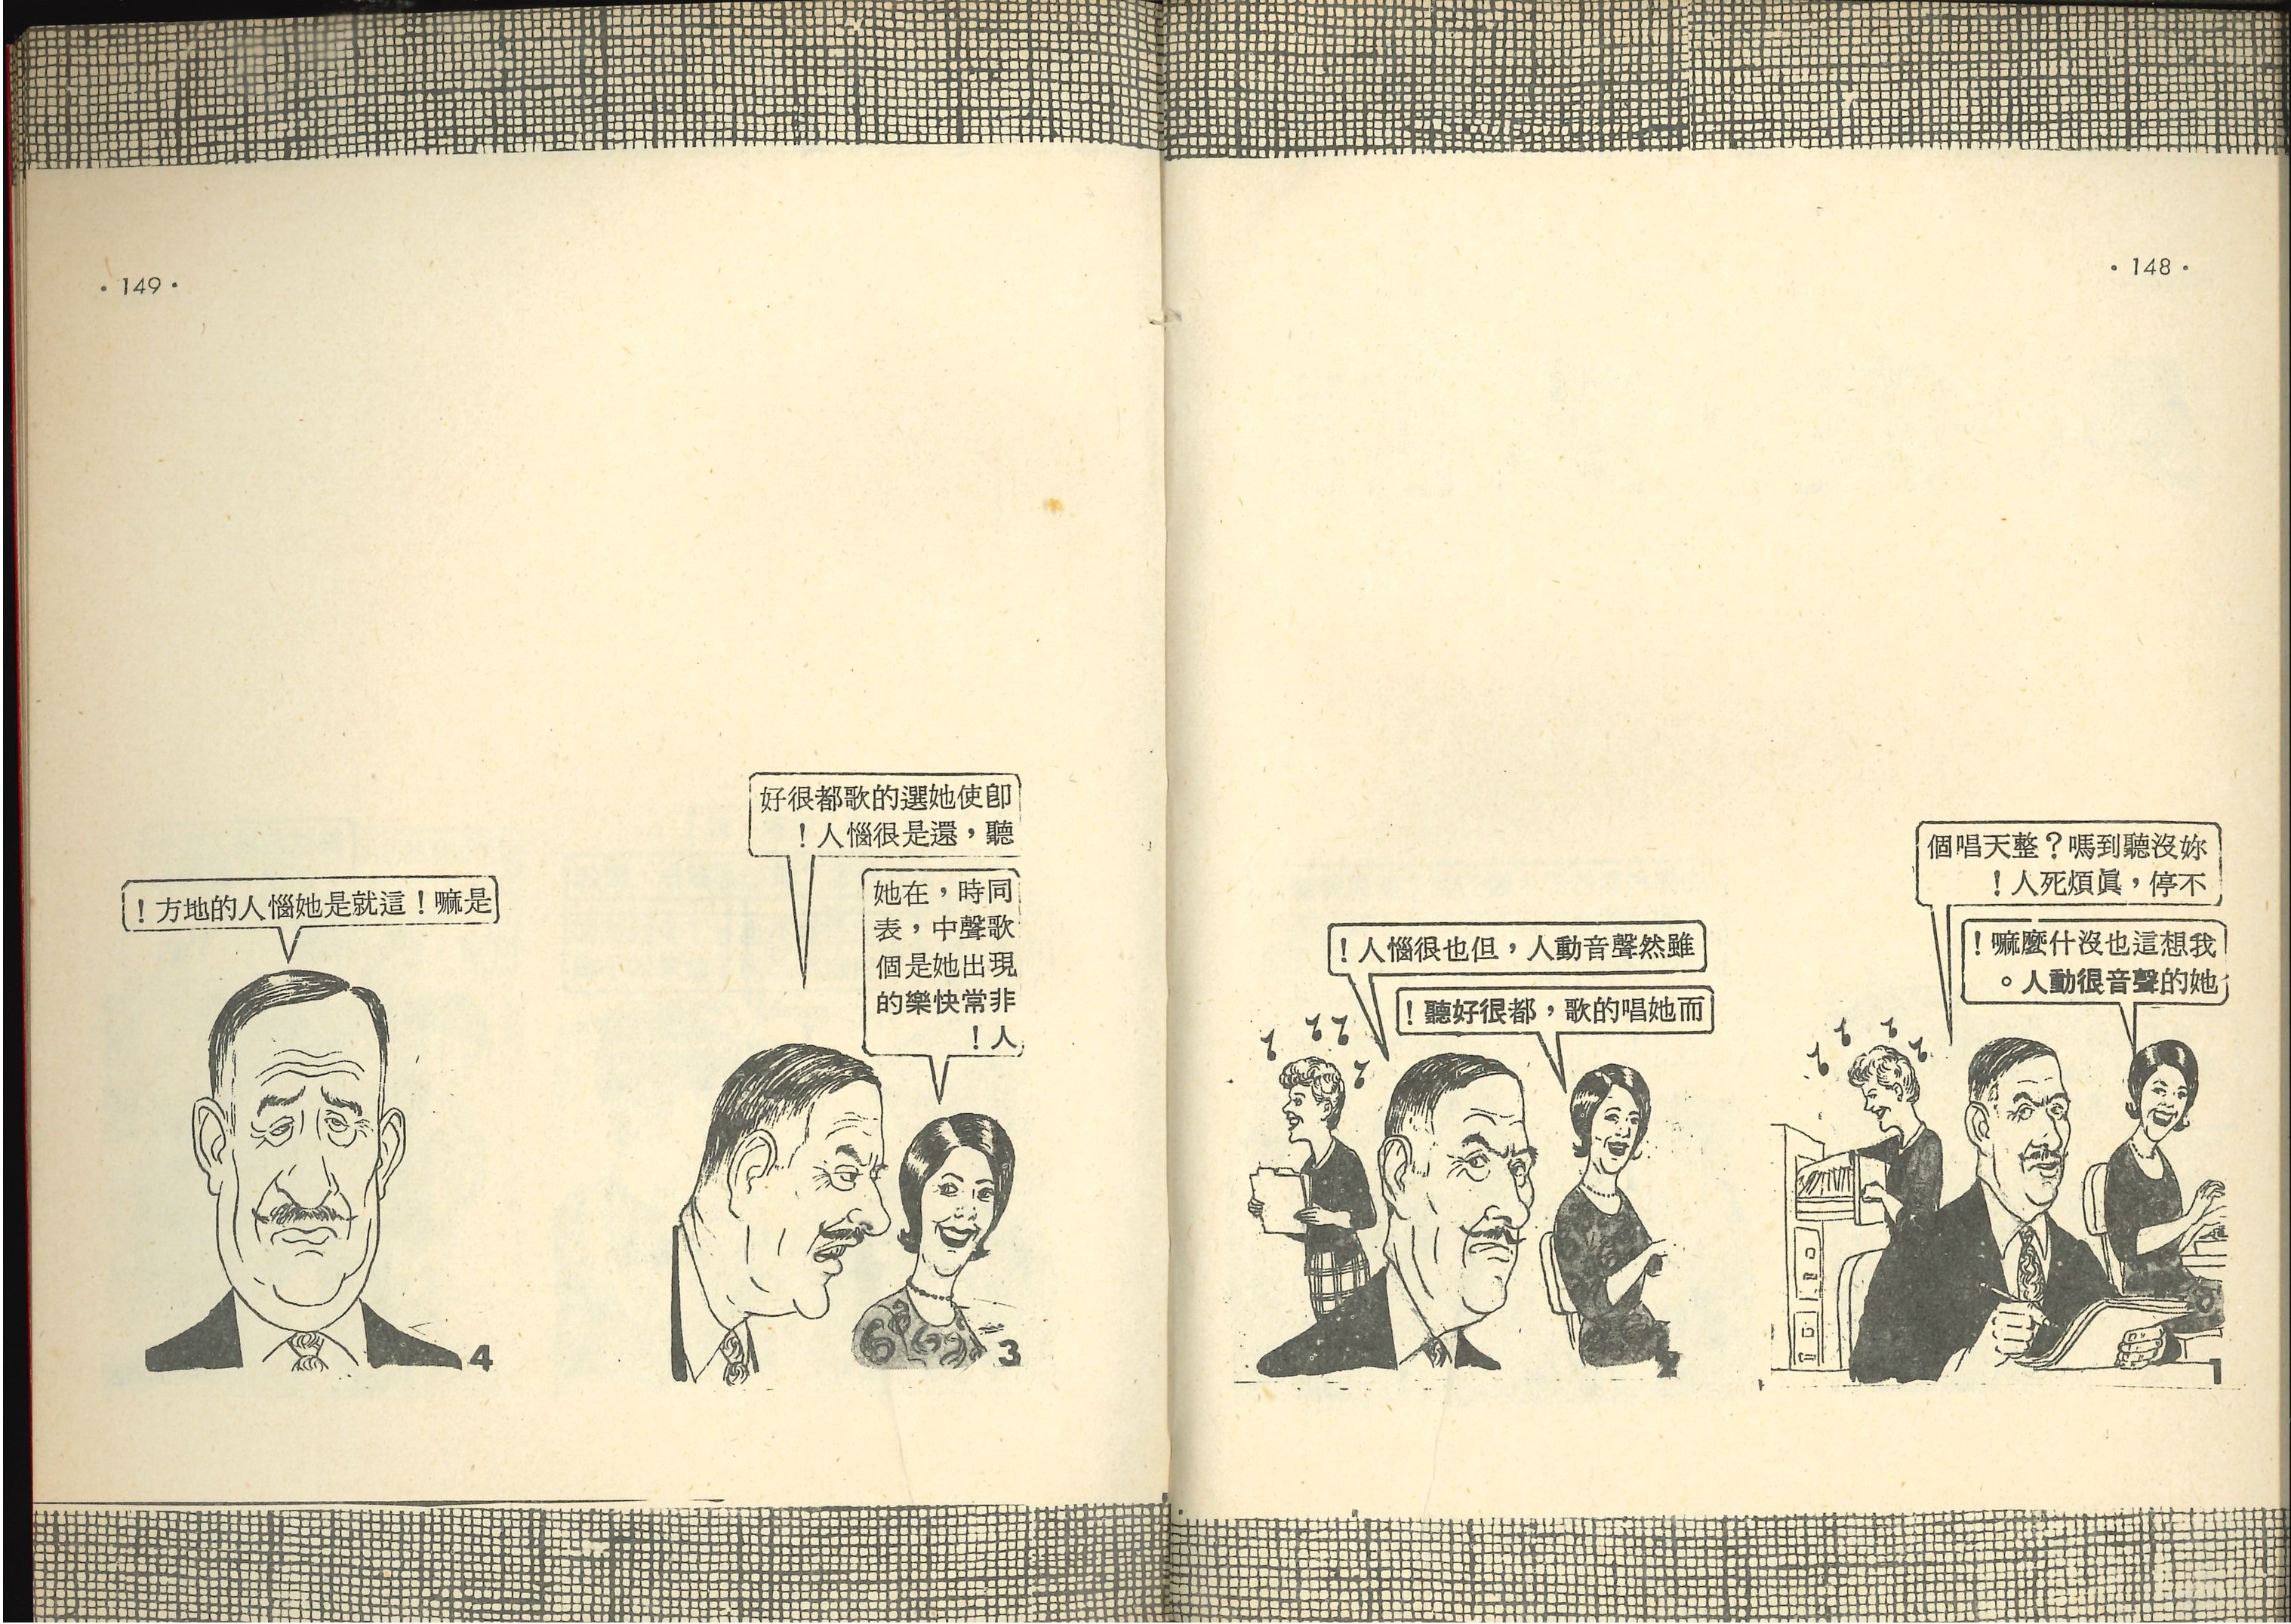 · 148 ·
妳沒聽到嗎？整天唱個
不停，眞煩死人！
我想這也沒什麼嘛！
她的聲音很動人。
1
雖然聲音動人，但也很惱人！
而她唱的歌，都很好聽！
2
· 149 ·
卽使她選的歌都很好
聽，還是很惱人！
同時，在她
歌聲中，表
現出她是個
非常快樂的
人！
3
是嘛！這就是她惱人的地方！
4